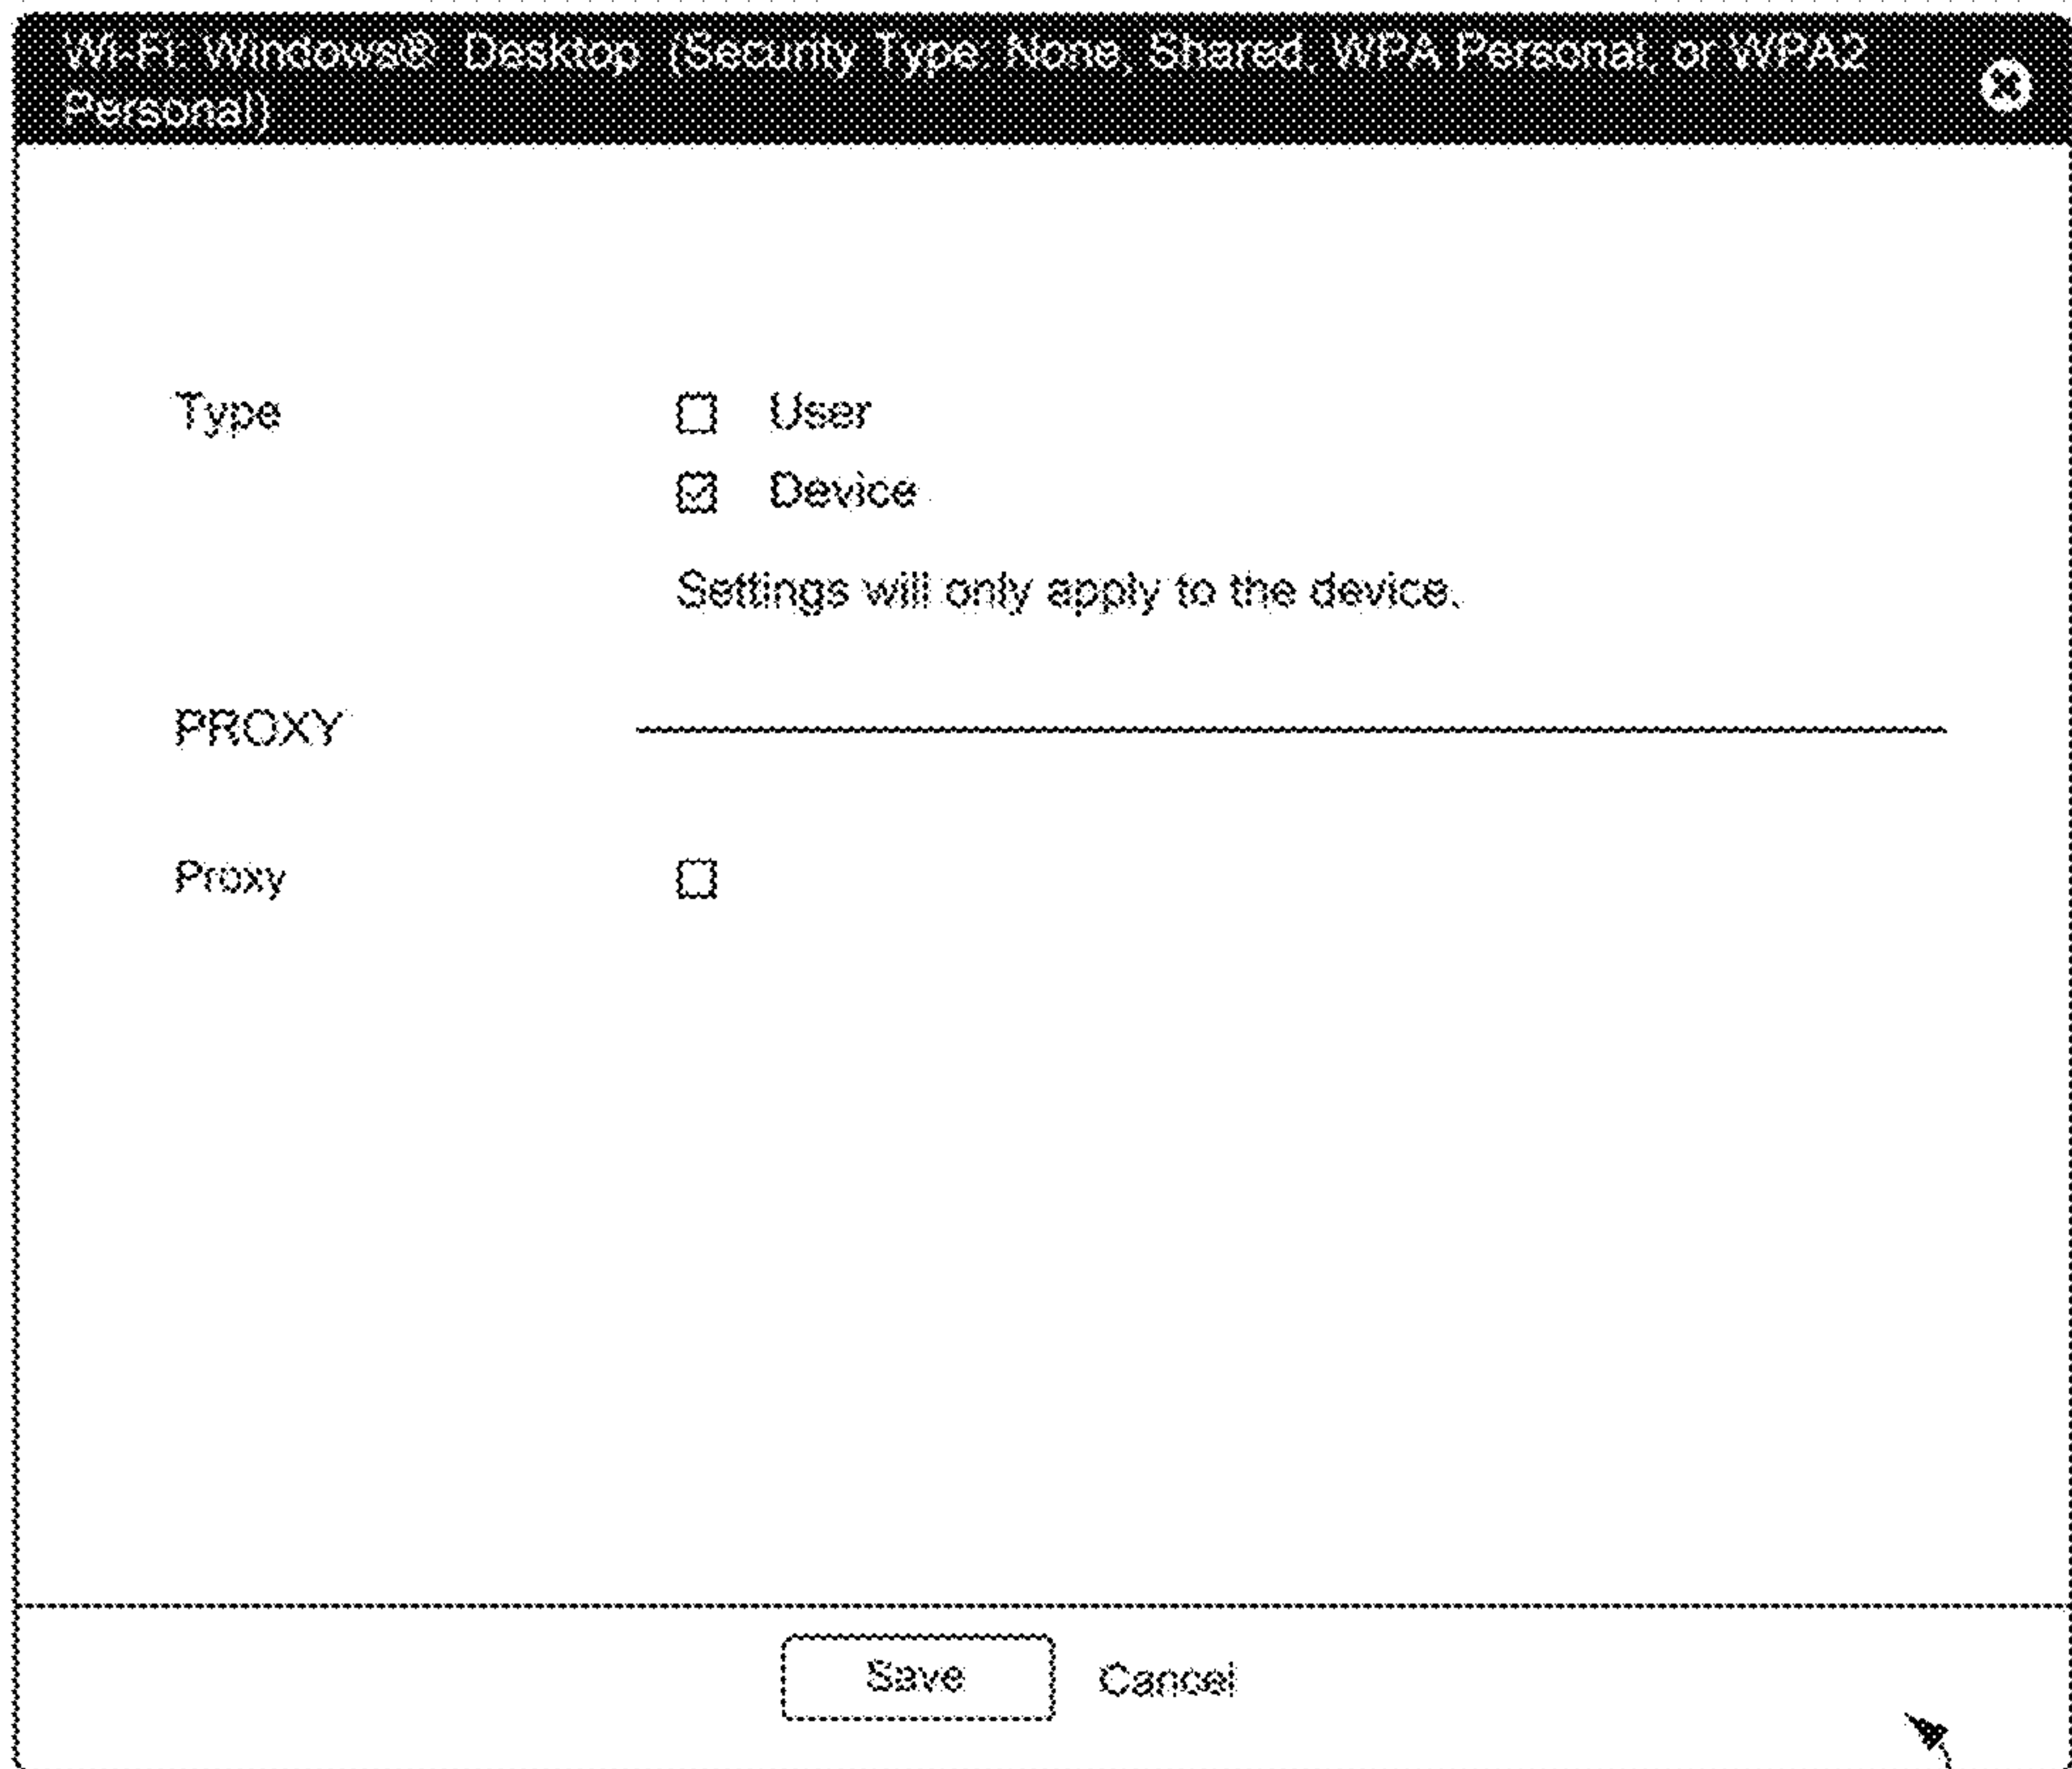 Wi-Fi: Windows® Desktop (Security Type: None, Shared, WPA Personal, or WPA2
Personal)
Type
User
Device
Settings will only apply to the device.
PROXY
Proxy
Save
Cancel